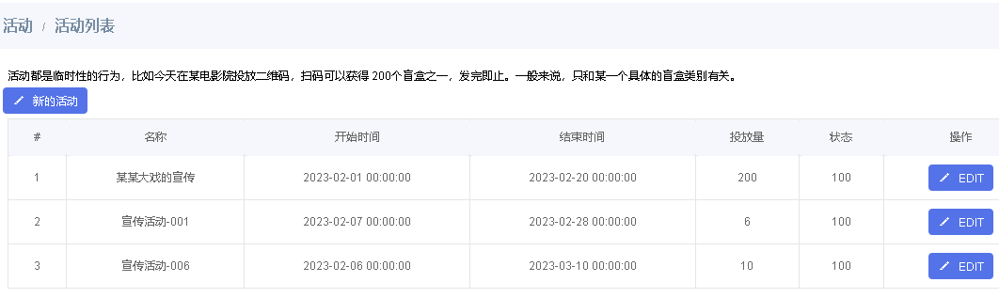 活动 / 活动列表
活动都是临时性的行为，比如今天在某电影院投放二维码，扫码可以获得 200个盲盒之一，发完即止。一般来说，只和某一个具体的盲盒类别有关。
新的活动
# 名称 开始时间 结束时间 投放量 状态 操作
1 某某大戏的宣传 2023-02-01 00:00:00 2023-02-20 00:00:00 200 100 EDIT
2 宣传活动-001 2023-02-07 00:00:00 2023-02-28 00:00:00 6 100 EDIT
3 宣传活动-006 2023-02-06 00:00:00 2023-03-10 00:00:00 10 100 EDIT